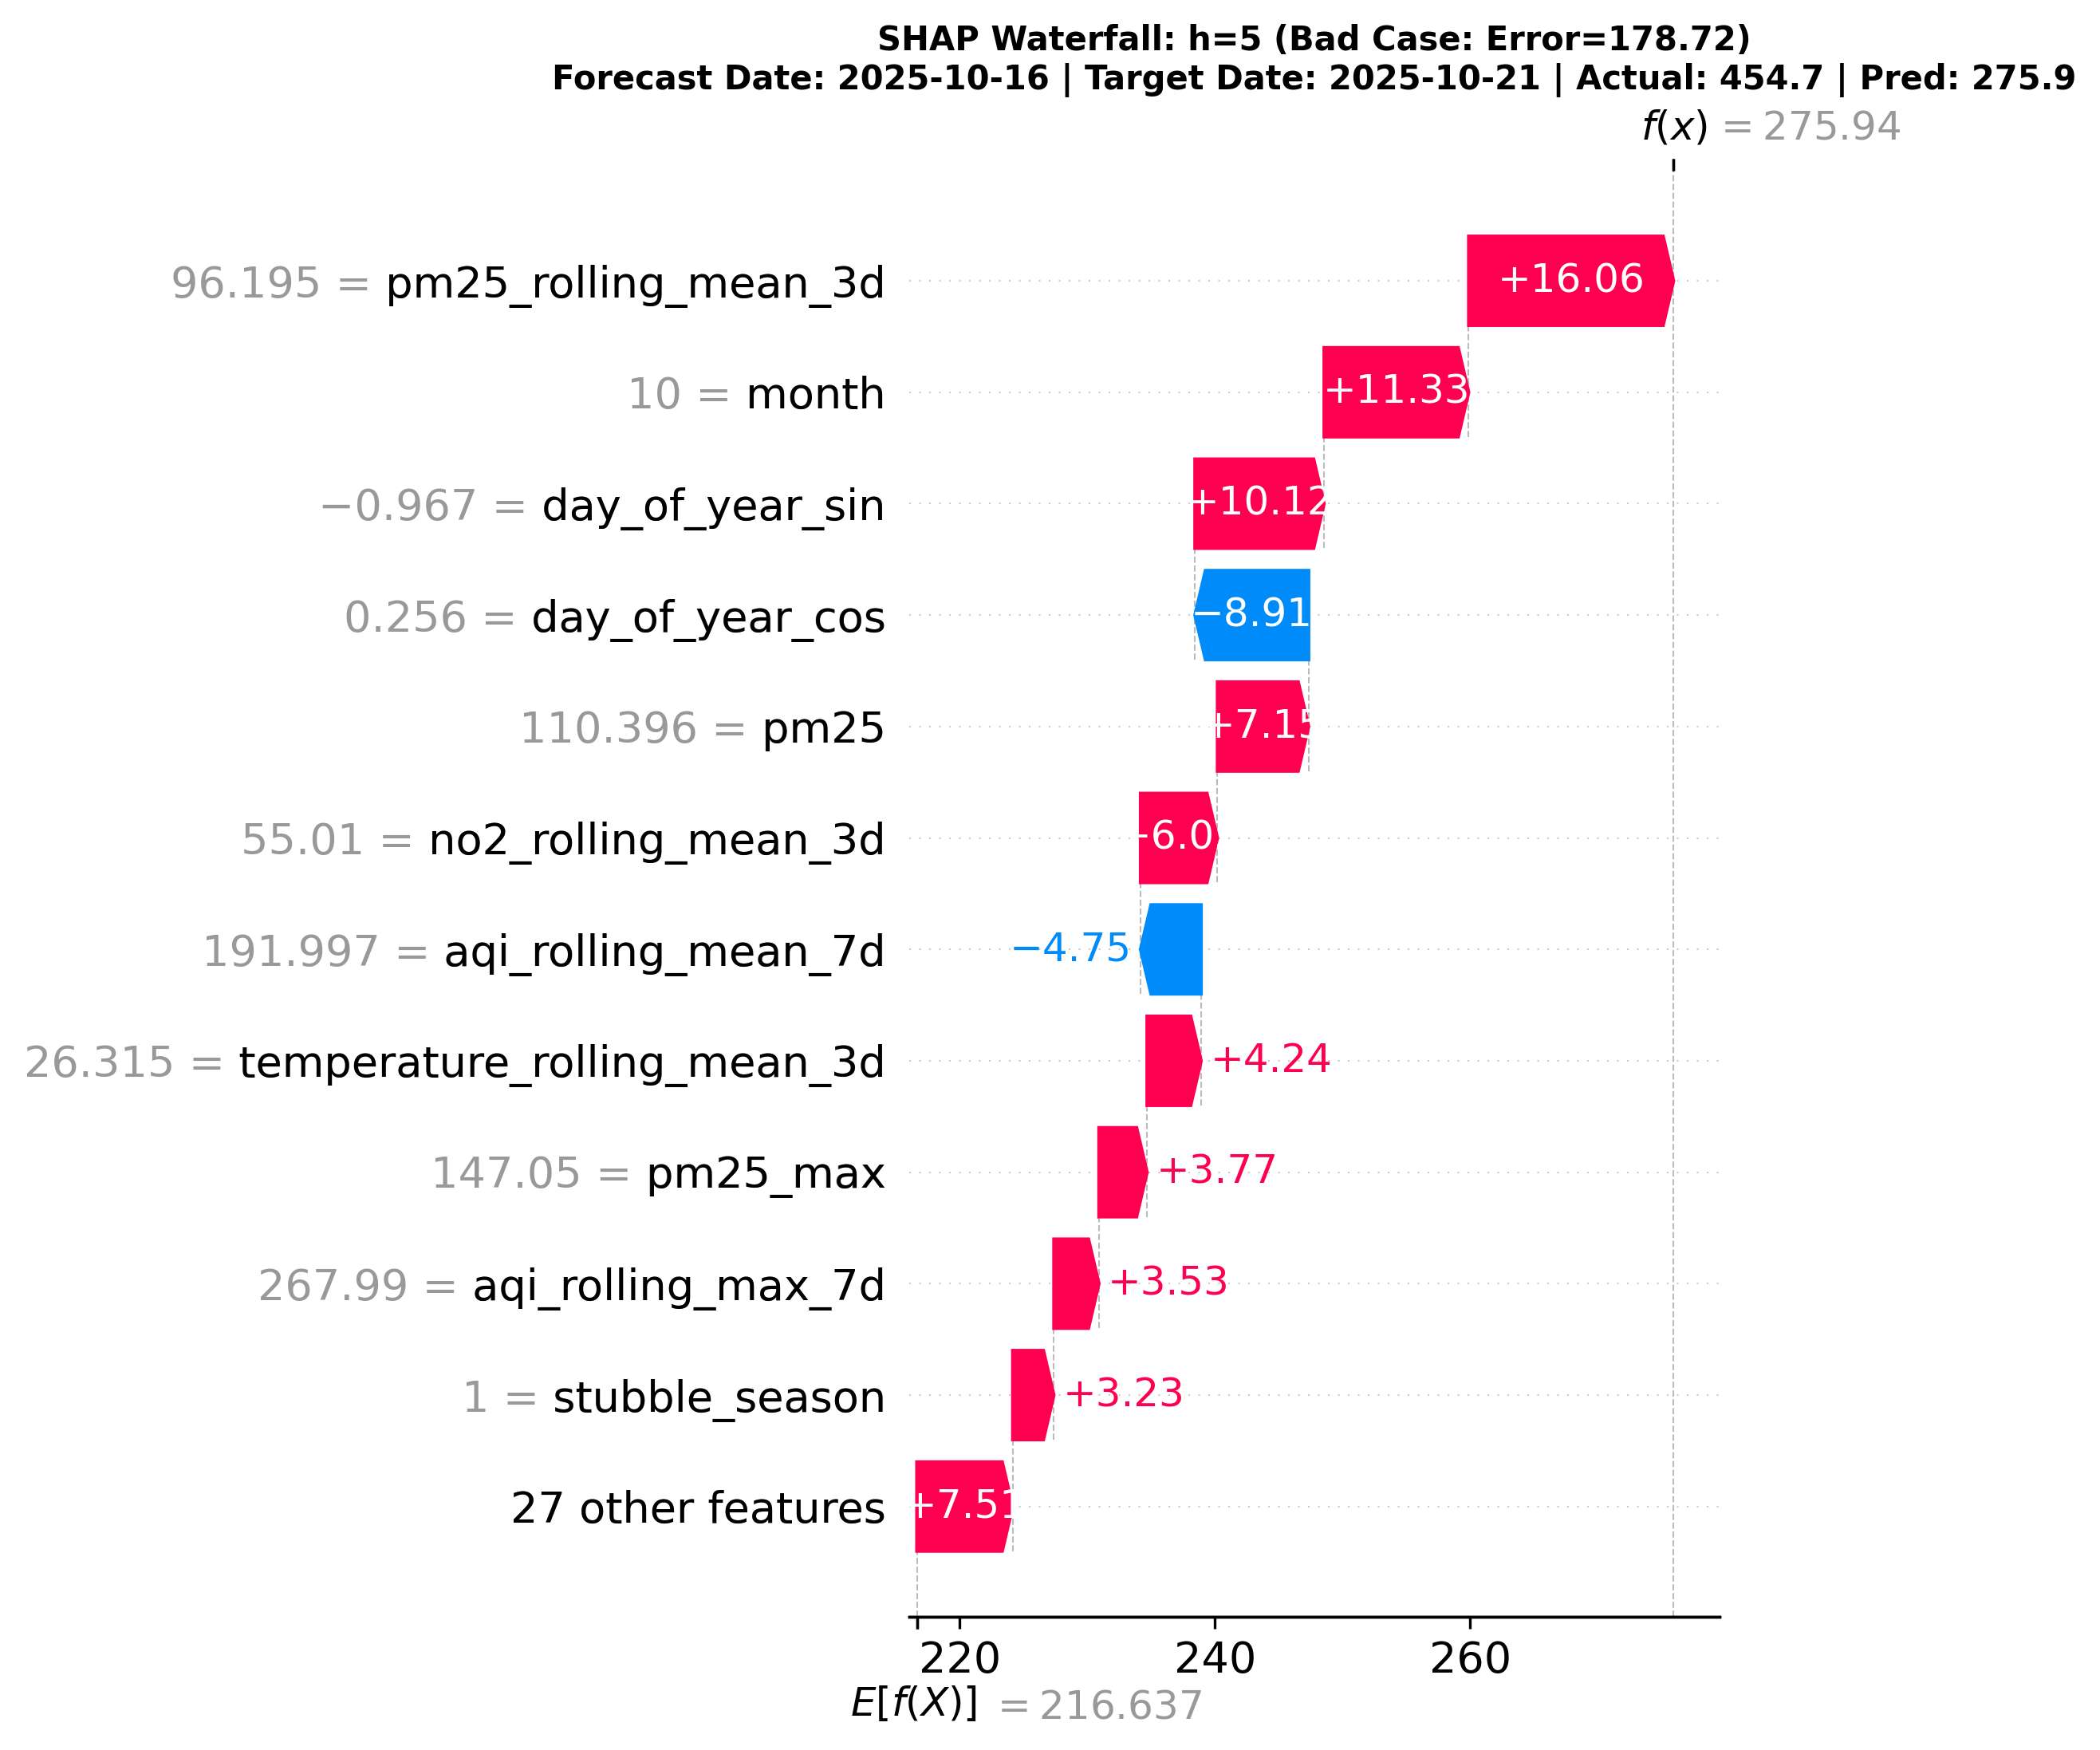 SHAP Waterfall: h=5 (Bad Case: Error=178.72)
Forecast Date: 2025-10-16 | Target Date: 2025-10-21 | Actual: 454.7 | Pred: 275.9
f(x) = 275.94
96.195 = pm25_rolling_mean_3d +16.06
10 = month +11.33
−0.967 = day_of_year_sin +10.12
0.256 = day_of_year_cos −8.91
110.396 = pm25 +7.15
55.01 = no2_rolling_mean_3d
191.997 = aqi_rolling_mean_7d −4.75
26.315 = temperature_rolling_mean_3d +4.24
147.05 = pm25_max +3.77
267.99 = aqi_rolling_max_7d +3.53
1 = stubble_season +3.23
27 other features +7.51
220 240 260
E[f(X)] = 216.637